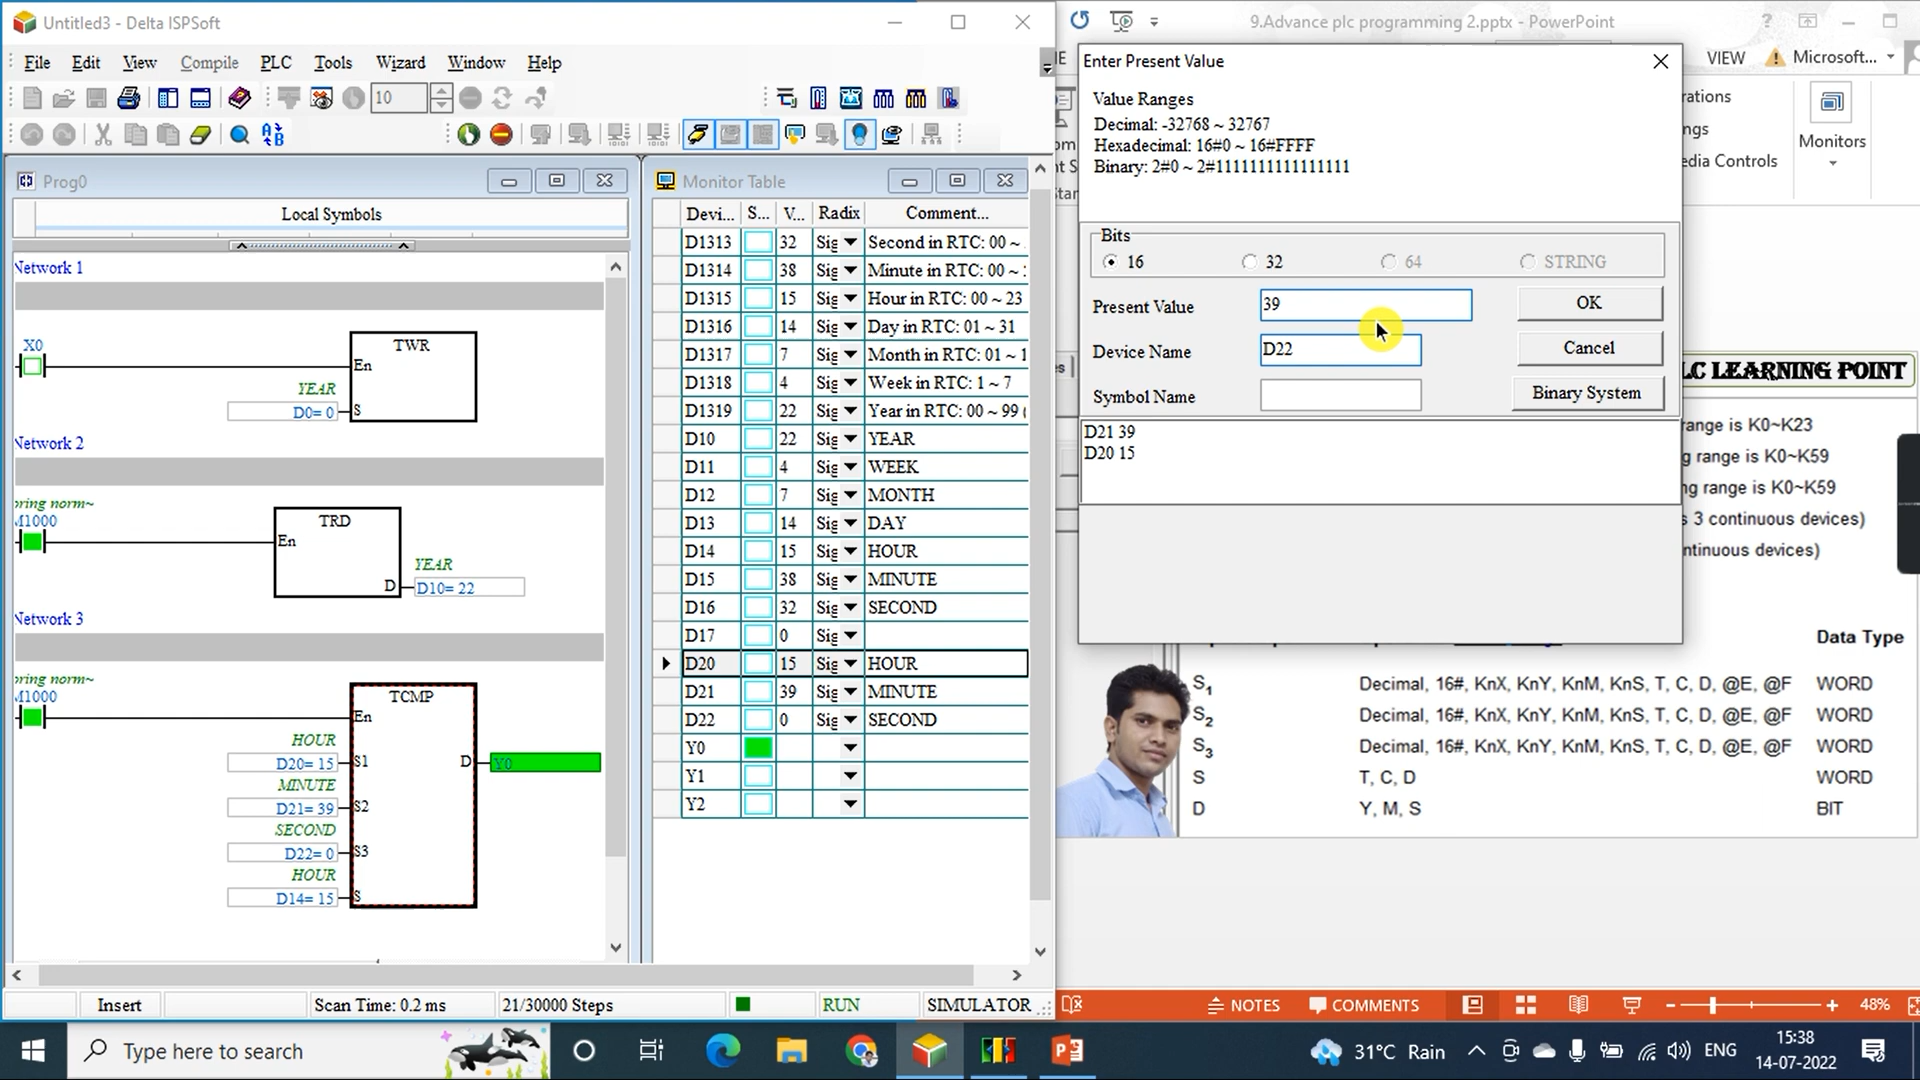 Untitled3 - Delta ISPSoft
File Edit View Compile PLC Tools Wizard Window Help
10
Prog0
Local Symbols
Network 1
X0
TWR
En
YEAR
D0= 0
S
Network 2
pring norm~
M1000
TRD
En
YEAR
D
D10= 22
Network 3
pring norm~
M1000
TCMP
En
HOUR
D20= 15
S1
D
Y0
MINUTE
D21= 39
S2
SECOND
D22= 0
S3
HOUR
D14= 15
S
Monitor Table
Devi... S... V... Radix Comment...
D1313 32 Sig Second in RTC: 00 ~
D1314 38 Sig Minute in RTC: 00 ~
D1315 15 Sig Hour in RTC: 00 ~ 23
D1316 14 Sig Day in RTC: 01 ~ 31
D1317 7 Sig Month in RTC: 01 ~ 1
D1318 4 Sig Week in RTC: 1 ~ 7
D1319 22 Sig Year in RTC: 00 ~ 99 (
D10 22 Sig YEAR
D11 4 Sig WEEK
D12 7 Sig MONTH
D13 14 Sig DAY
D14 15 Sig HOUR
D15 38 Sig MINUTE
D16 32 Sig SECOND
D17 0 Sig
D20 15 Sig HOUR
D21 39 Sig MINUTE
D22 0 Sig SECOND
Y0
Y1
Y2
Insert Scan Time: 0.2 ms 21/30000 Steps RUN SIMULATOR
9.Advance plc programming 2.pptx - PowerPoint
VIEW Microsoft...
Monitors
rations
ngs
edia Controls
Enter Present Value
Value Ranges
Decimal: -32768 ~ 32767
Hexadecimal: 16#0 ~ 16#FFFF
Binary: 2#0 ~ 2#1111111111111111
Bits
16 32 64 STRING
Present Value 39 OK
Device Name D22 Cancel
Symbol Name Binary System
D21 39
D20 15
LC LEARNING POINT
ange is K0~K23
g range is K0~K59
ng range is K0~K59
s 3 continuous devices)
ntinuous devices)
Data Type
S1 Decimal, 16#, KnX, KnY, KnM, KnS, T, C, D, @E, @F WORD
S2 Decimal, 16#, KnX, KnY, KnM, KnS, T, C, D, @E, @F WORD
S3 Decimal, 16#, KnX, KnY, KnM, KnS, T, C, D, @E, @F WORD
S T, C, D WORD
D Y, M, S BIT
NOTES COMMENTS 48%
Type here to search
31°C Rain ENG 15:38
14-07-2022